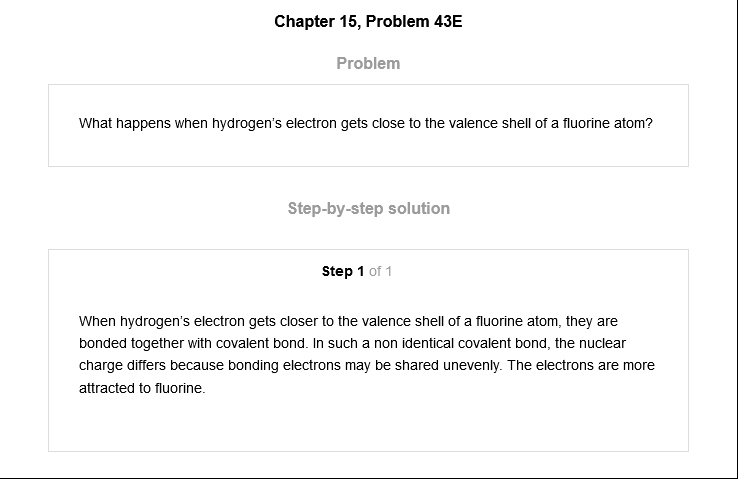 Chapter 15, Problem 43E
Problem
What happens when hydrogen's electron gets close to the valence shell of a fluorine atom?
Step-by-step solution
Step 1 of 1
When hydrogen's electron gets closer to the valence shell of a fluorine atom, they are
bonded together with covalent bond. In such a non identical covalent bond, the nuclear
charge differs because bonding electrons may be shared unevenly. The electrons are more
attracted to fluorine.